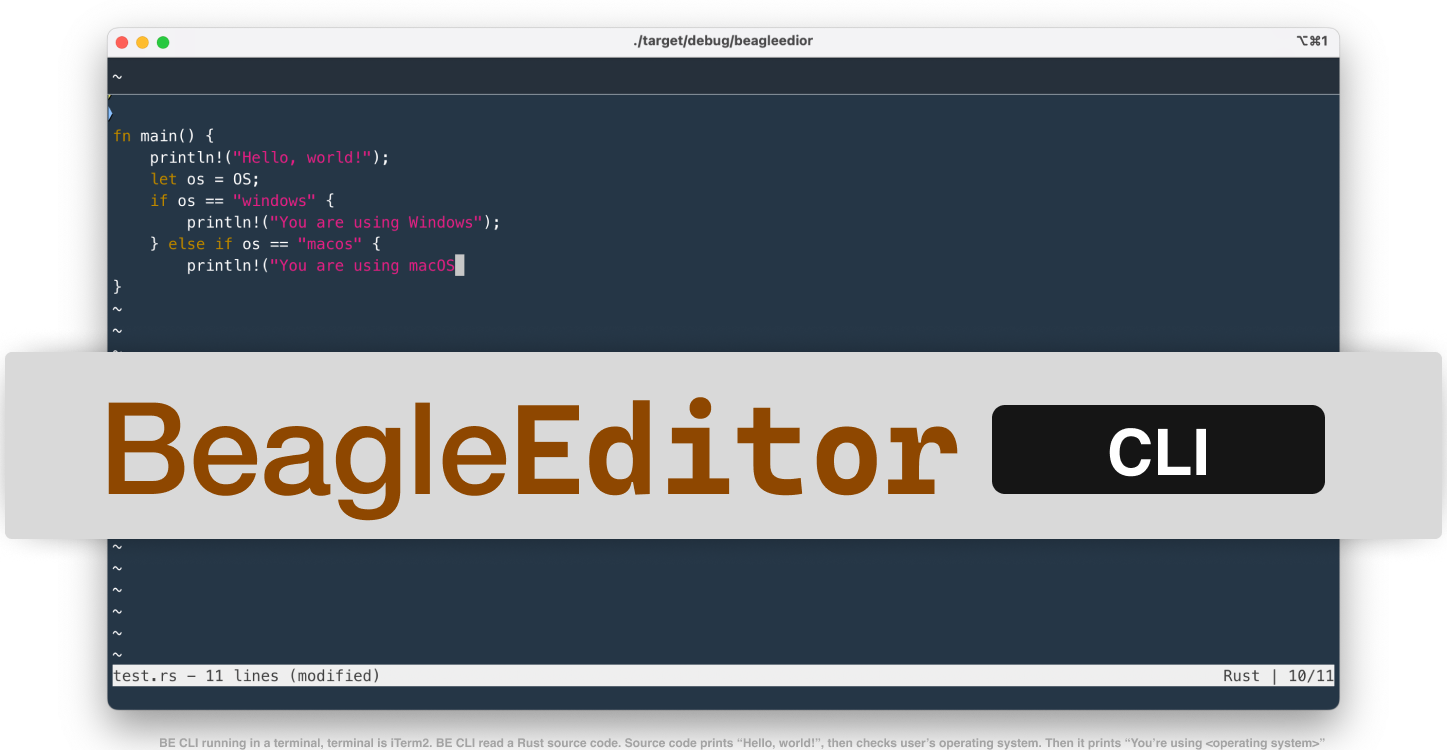 ./target/debug/beagleedior
⌥⌘1
~
fn main() {
    println!("Hello, world!");
    let os = OS;
    if os == "windows" {
        println!("You are using Windows");
    } else if os == "macos" {
        println!("You are using macOS
}
~
~
~
BeagleEditor CLI
~
~
~
~
~
~
test.rs – 11 lines (modified) Rust | 10/11
BE CLI running in a terminal, terminal is iTerm2. BE CLI read a Rust source code. Source code prints “Hello, world!”, then checks user’s operating system. Then it prints “You’re using <operating system>”